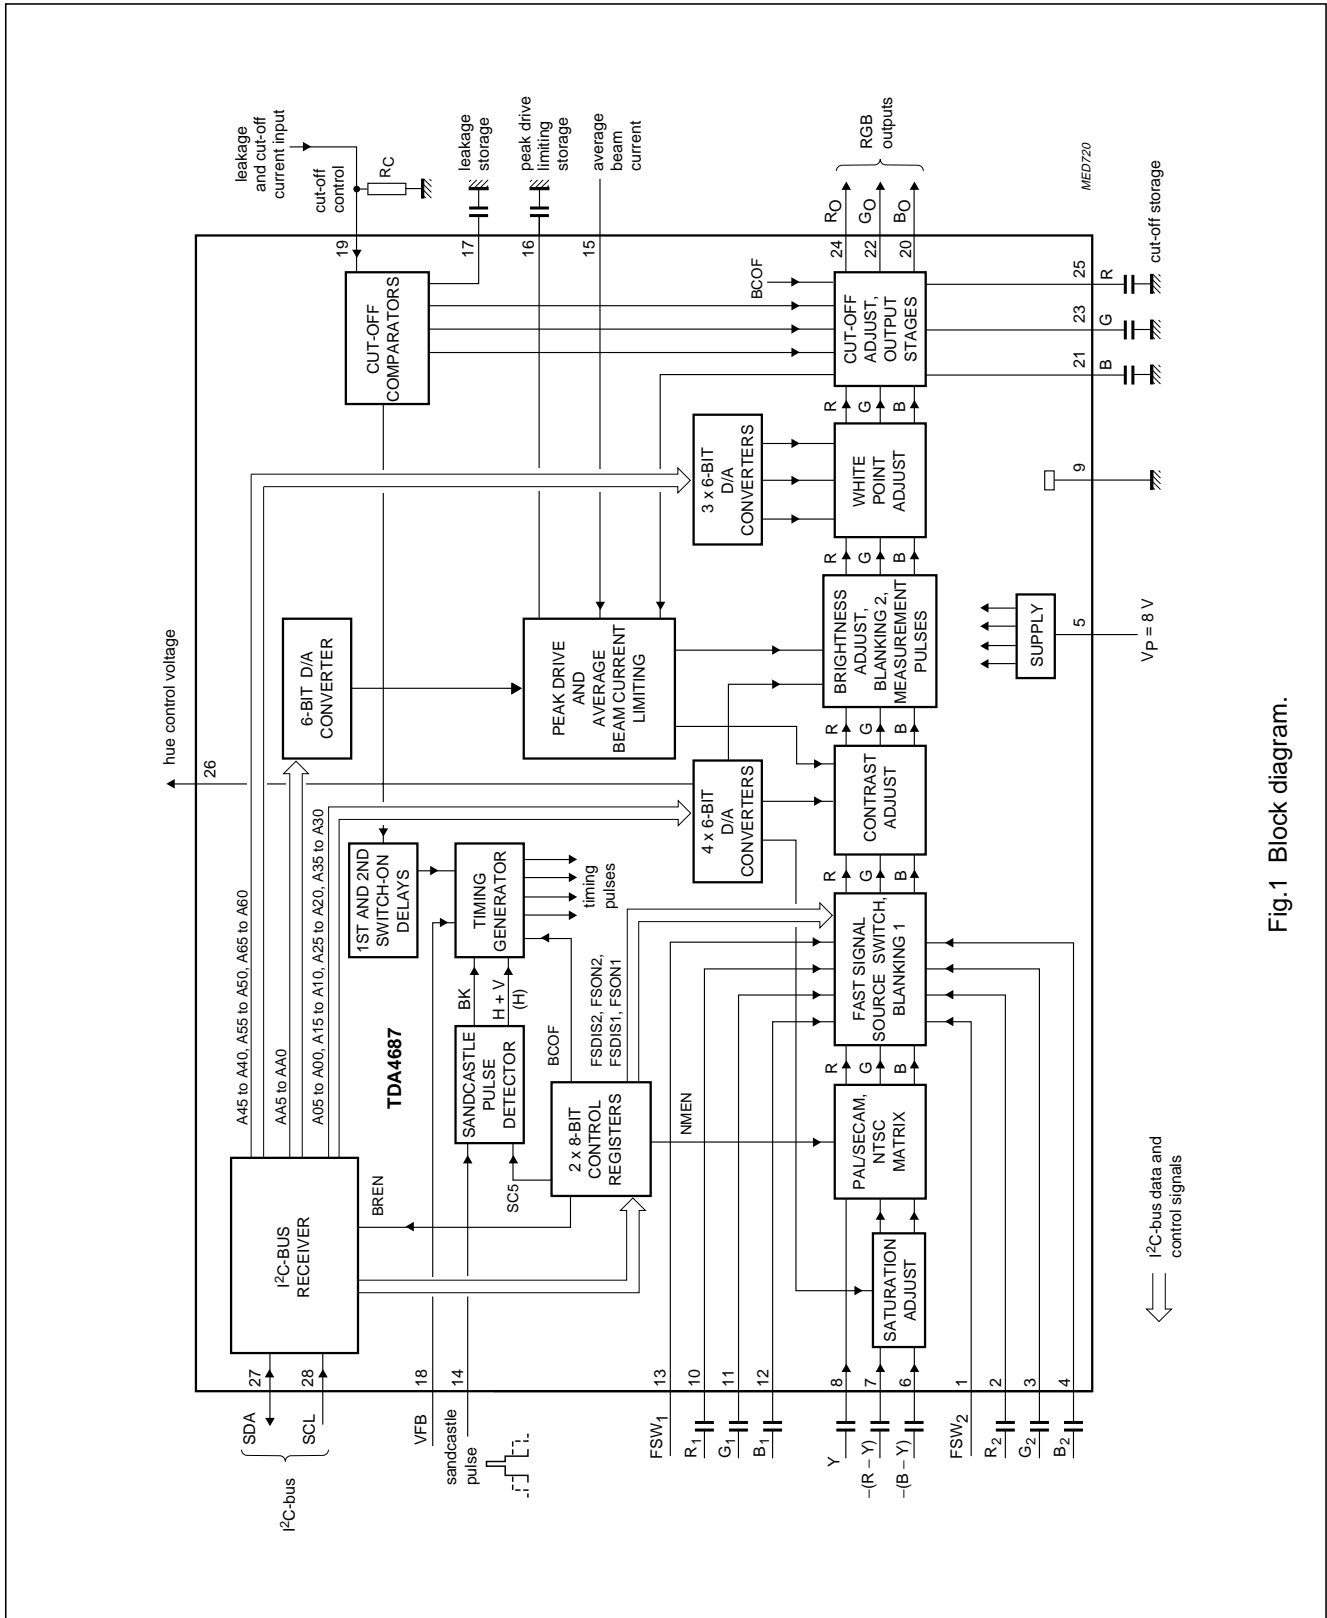 hue control voltage
26
leakage
and cut-off
current input
cut-off
control
RC
19
leakage
storage
17
peak drive
limiting
storage
16
average
beam
current
15
I²C-bus
SDA
SCL
27
28
I²C-BUS
RECEIVER
A45 to A40, A55 to A50, A65 to A60
AA5 to AA0
A05 to A00, A15 to A10, A25 to A20, A35 to A30
BREN
6-BIT D/A
CONVERTER
CUT-OFF
COMPARATORS
1ST AND 2ND
SWITCH-ON
DELAYS
TDA4687
VFB
18
sandcastle
pulse
14
SANDCASTLE
PULSE
DETECTOR
BK
H + V
(H)
TIMING
GENERATOR
timing
pulses
SC5
BCOF
2 x 8-BIT
CONTROL
REGISTERS
FSDIS2, FSON2,
FSDIS1, FSON1
NMEN
PEAK DRIVE
AND
AVERAGE
BEAM CURRENT
LIMITING
4 x 6-BIT
D/A
CONVERTERS
3 x 6-BIT
D/A
CONVERTERS
BCOF
FSW1
13
R1
10
G1
11
B1
12
Y
8
–(R – Y)
7
–(B – Y)
6
SATURATION
ADJUST
PAL/SECAM,
NTSC
MATRIX
R
G
B
FAST SIGNAL
SOURCE SWITCH,
BLANKING 1
R
G
B
CONTRAST
ADJUST
R
G
B
BRIGHTNESS
ADJUST,
BLANKING 2,
MEASUREMENT
PULSES
R
G
B
WHITE
POINT
ADJUST
R
G
B
CUT-OFF
ADJUST,
OUTPUT
STAGES
24
22
20
RO
GO
BO
RGB
outputs
FSW2
1
R2
2
G2
3
B2
4
SUPPLY
5
VP = 8 V
9
21
B
23
G
25
R
cut-off storage
I²C-bus data and
control signals
MED720
Fig.1 Block diagram.